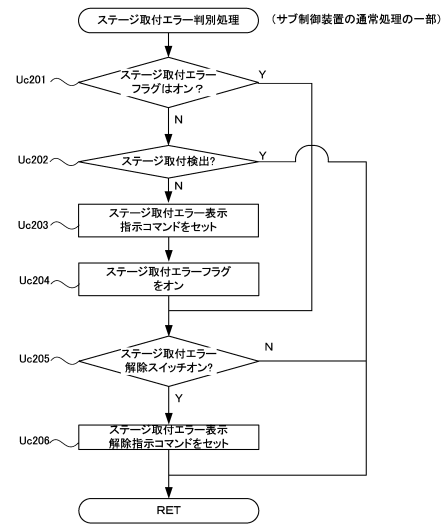 ステージ取付エラー判別処理
(サブ制御装置の通常処理の一部)
Uc201
ステージ取付エラー
フラグはオン?
Y
N
Uc202
ステージ取付検出?
Y
N
Uc203
ステージ取付エラー表示
指示コマンドをセット
Uc204
ステージ取付エラーフラグ
をオン
Uc205
ステージ取付エラー
解除スイッチオン?
N
Y
Uc206
ステージ取付エラー表示
解除指示コマンドをセット
RET